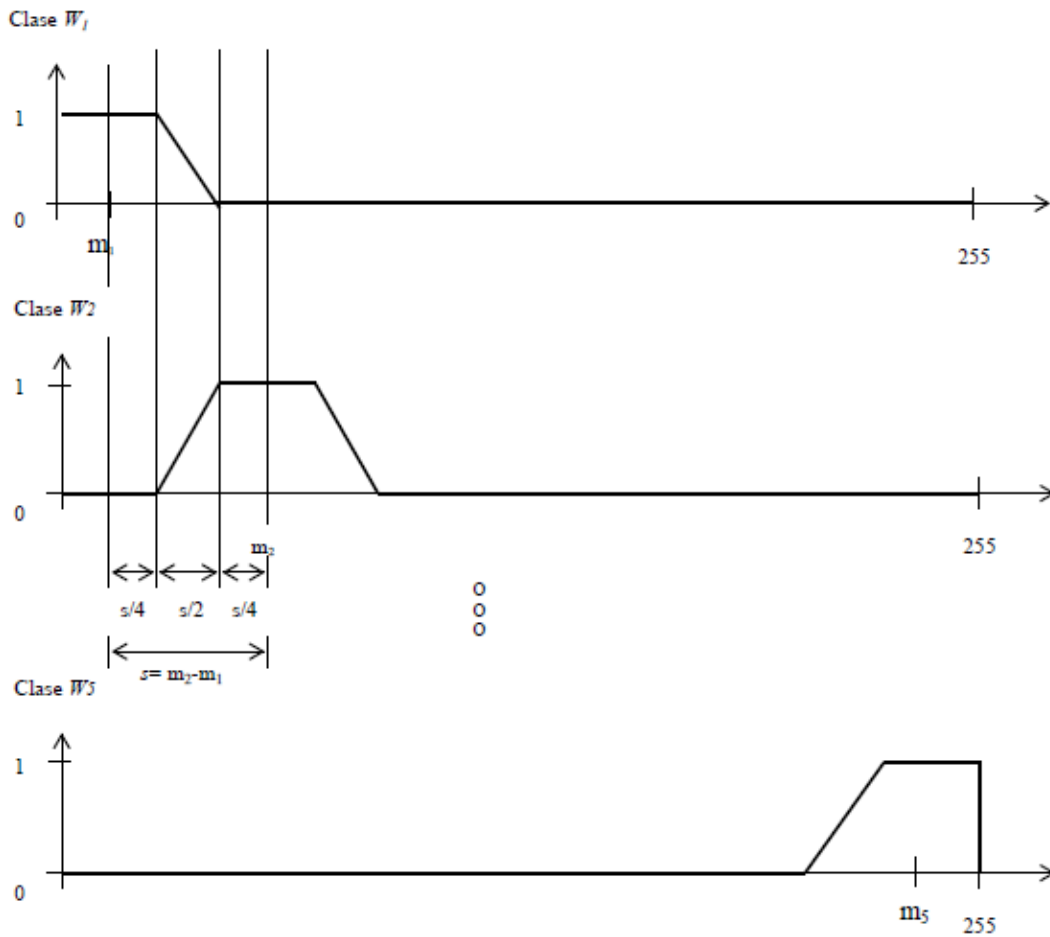 Clase W₁
1
0
m₁
255
Clase W2
1
0
m₂
255
s/4 s/2 s/4
s= m₂-m₁
O
O
O
Clase W5
1
0
m₅
255